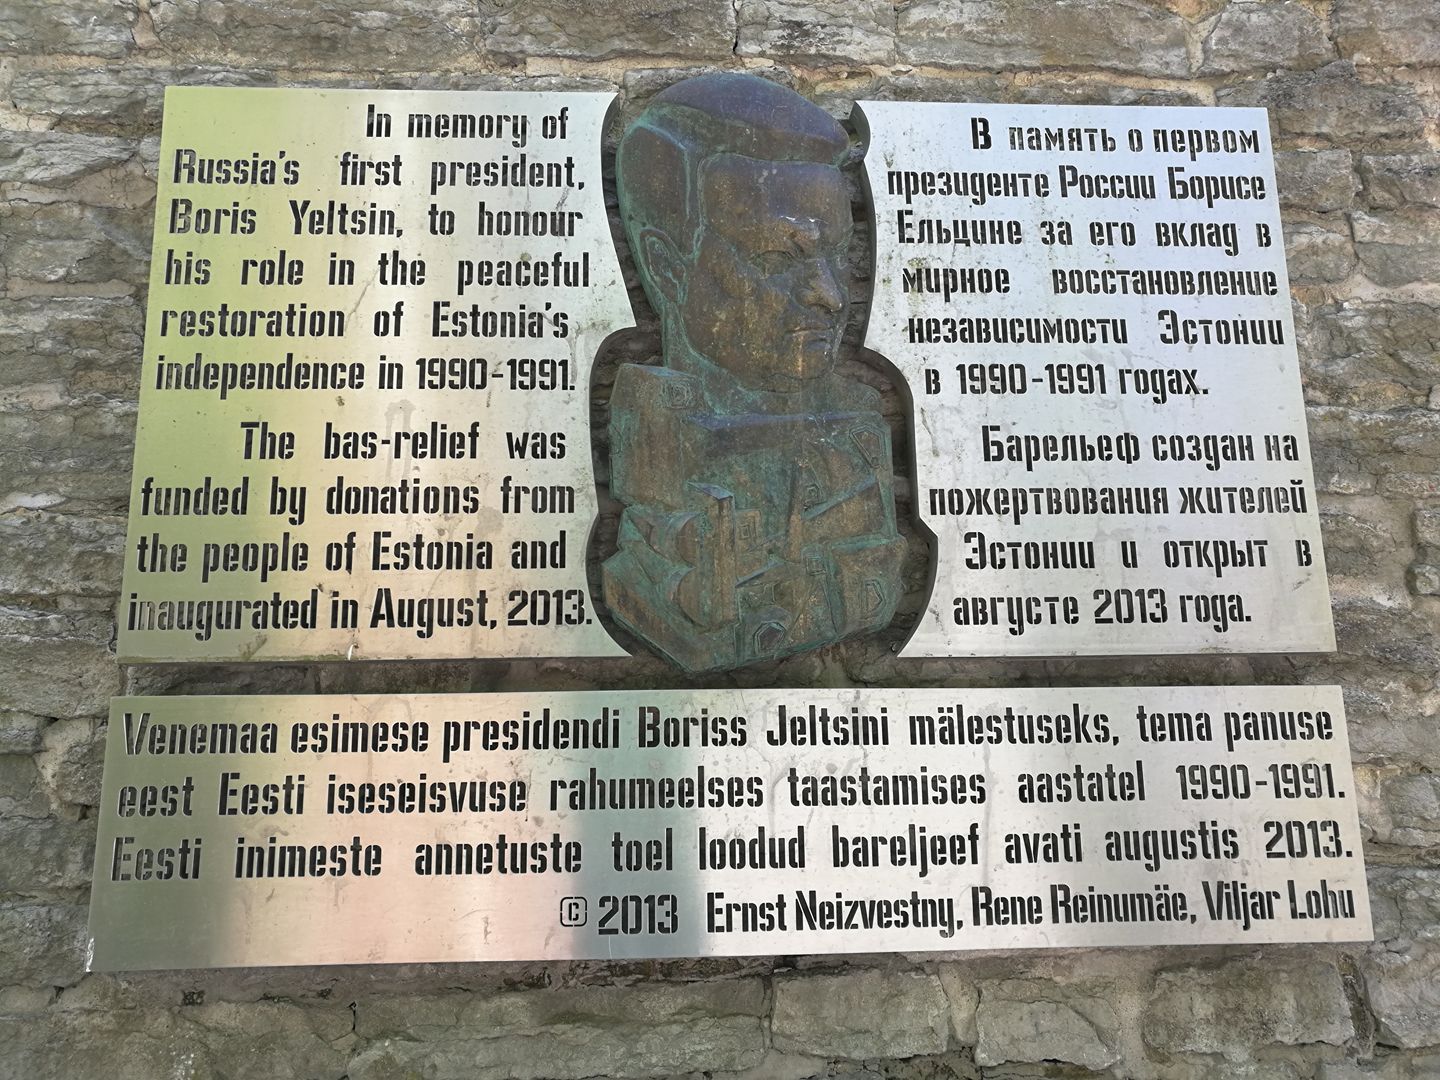 In memory of
Russia's first president,
Boris Yeltsin, to honour
his role in the peaceful
restoration of Estonia's
independence in 1990-1991.
The bas-relief was
funded by donations from
the people of Estonia and
inaugurated in August, 2013.
В память о первом
президенте России Борисе
Ельцине за его вклад в
мирное восстановление
независимости Эстонии
в 1990-1991 годах.
Барельеф создан на
пожертвования жителей
Эстонии и открыт в
августе 2013 года.
Venemaa esimese presidendi Boriss Jeltsini mälestuseks, tema panuse
eest Eesti iseseisvuse rahumeelses taastamises aastatel 1990-1991.
Eesti inimeste annetuste toel loodud bareljeef avati augustis 2013.
© 2013 Ernst Neizvestny, Rene Reinumäe, Viljar Lohu